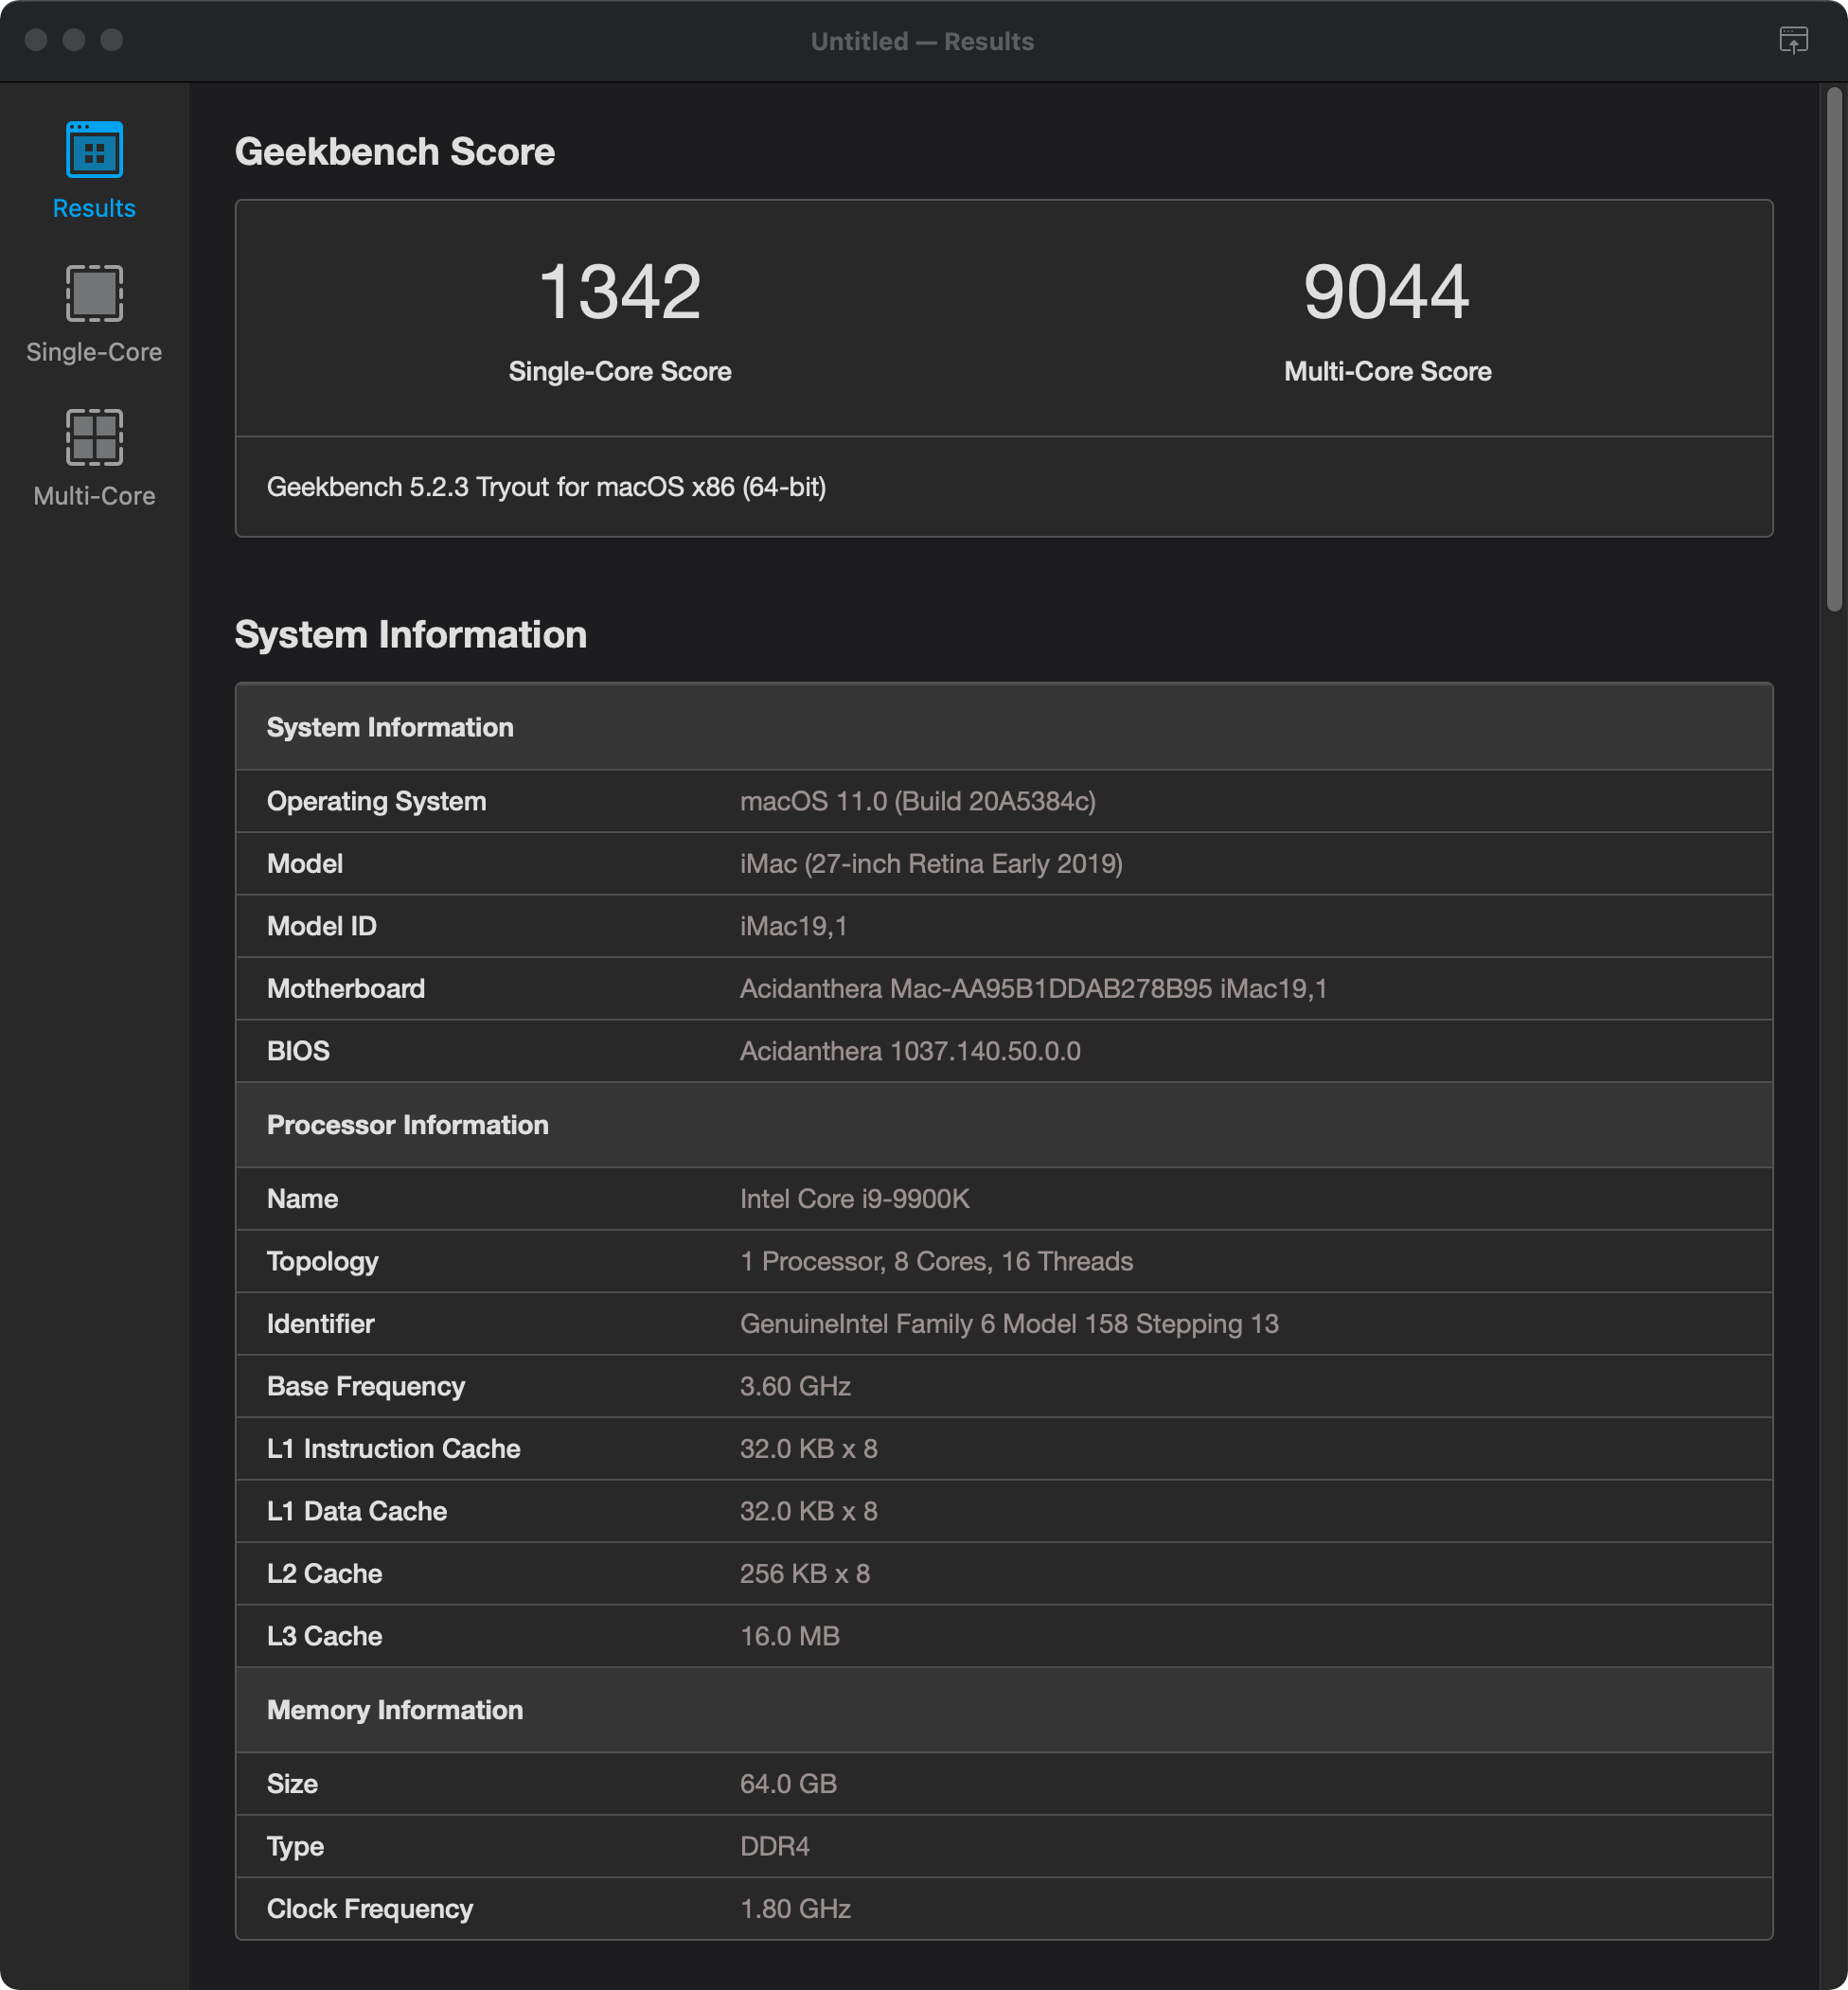 Untitled — Results
Results
Single-Core
Multi-Core
Geekbench Score
1342 9044
Single-Core Score Multi-Core Score
Geekbench 5.2.3 Tryout for macOS x86 (64-bit)
System Information
System Information
Operating System macOS 11.0 (Build 20A5384c)
Model iMac (27-inch Retina Early 2019)
Model ID iMac19,1
Motherboard Acidanthera Mac-AA95B1DDAB278B95 iMac19,1
BIOS Acidanthera 1037.140.50.0.0
Processor Information
Name Intel Core i9-9900K
Topology 1 Processor, 8 Cores, 16 Threads
Identifier GenuineIntel Family 6 Model 158 Stepping 13
Base Frequency 3.60 GHz
L1 Instruction Cache 32.0 KB x 8
L1 Data Cache 32.0 KB x 8
L2 Cache 256 KB x 8
L3 Cache 16.0 MB
Memory Information
Size 64.0 GB
Type DDR4
Clock Frequency 1.80 GHz